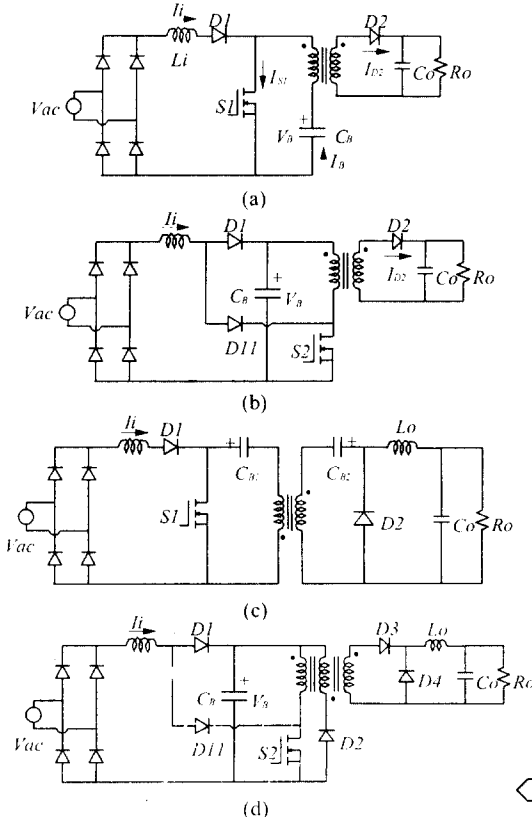 Ii D1 D2
Li IS1 ID2 Co Ro
Vac S1
VB CB
IB
(a)
Ii D1 D2
CB VB ID2 Co Ro
Vac
D11 S2
(b)
Ii D1 Lo
CB1 CB2
S1 D2 Co Ro
Vac
(c)
Ii D1 D3 Lo
CB VB D4 Co Ro
Vac
D11 S2 D2
(d)